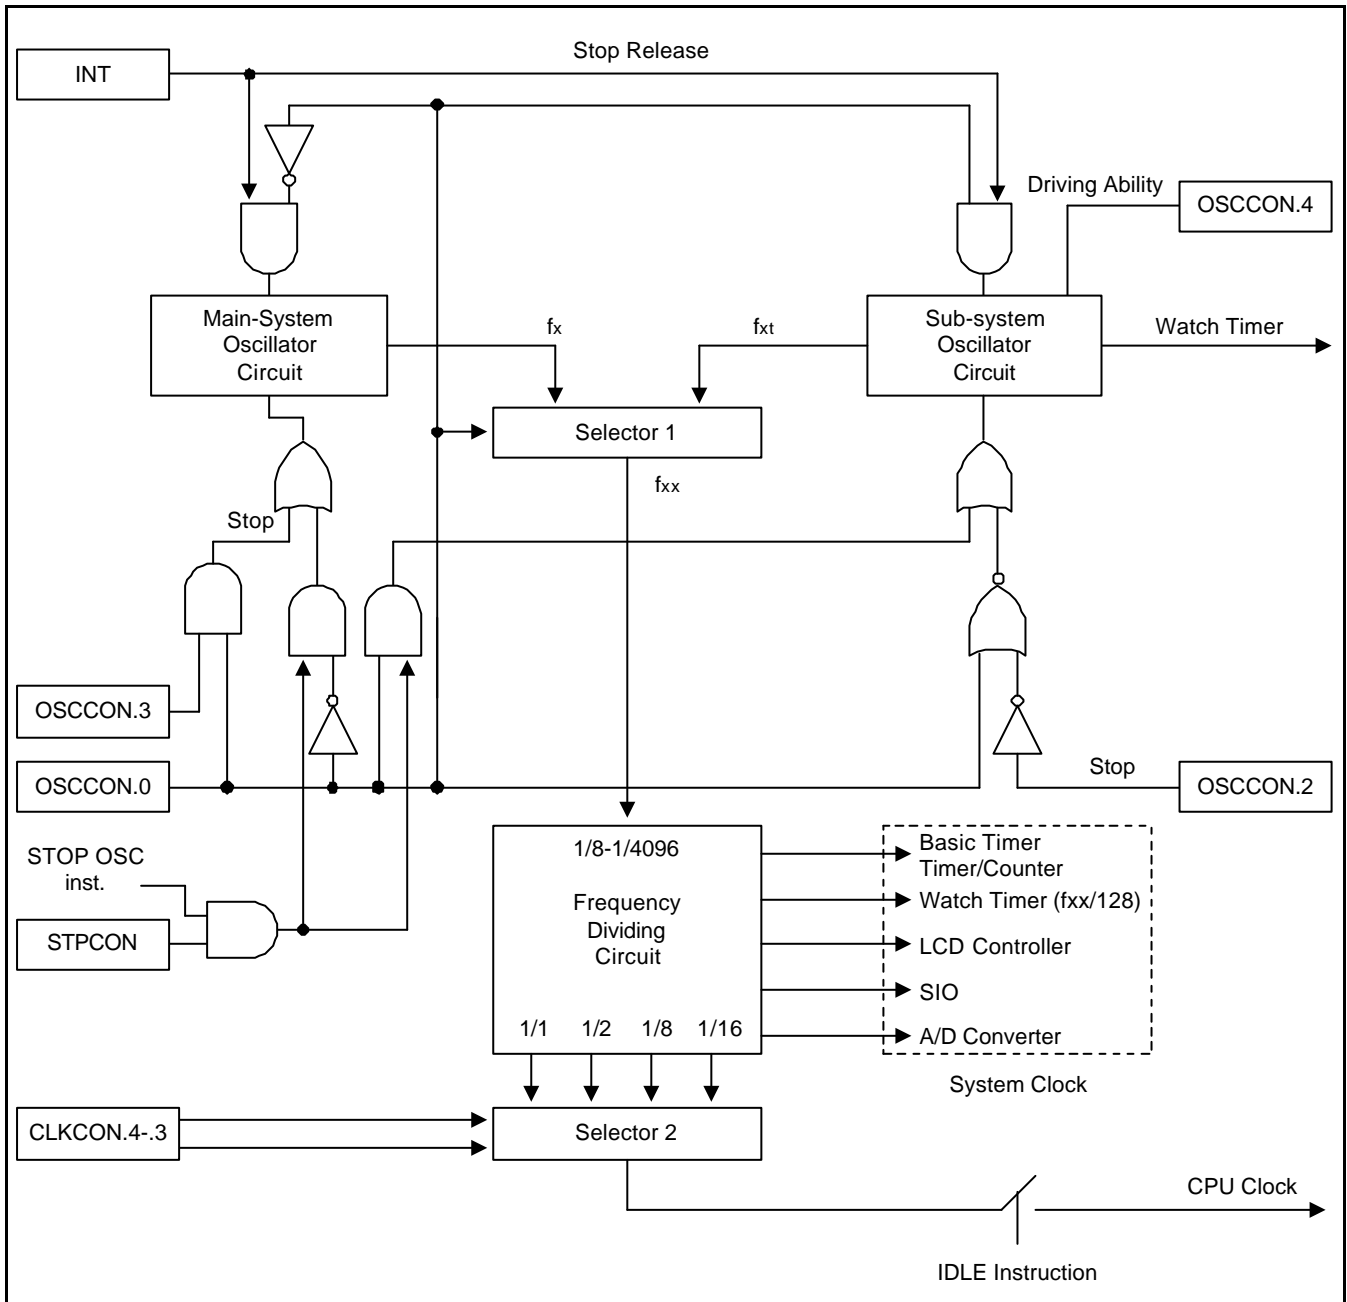 Stop Release
INT
Driving Ability
OSCCON.4
Main-System
Oscillator
Circuit
fx
fxt
Sub-system
Oscillator
Circuit
Watch Timer
Selector 1
fxx
Stop
OSCCON.3
OSCCON.0
Stop
OSCCON.2
STOP OSC
inst.
STPCON
1/8-1/4096
Frequency
Dividing
Circuit
1/1 1/2 1/8 1/16
Basic Timer
Timer/Counter
Watch Timer (fxx/128)
LCD Controller
SIO
A/D Converter
System Clock
CLKCON.4-.3
Selector 2
CPU Clock
IDLE Instruction